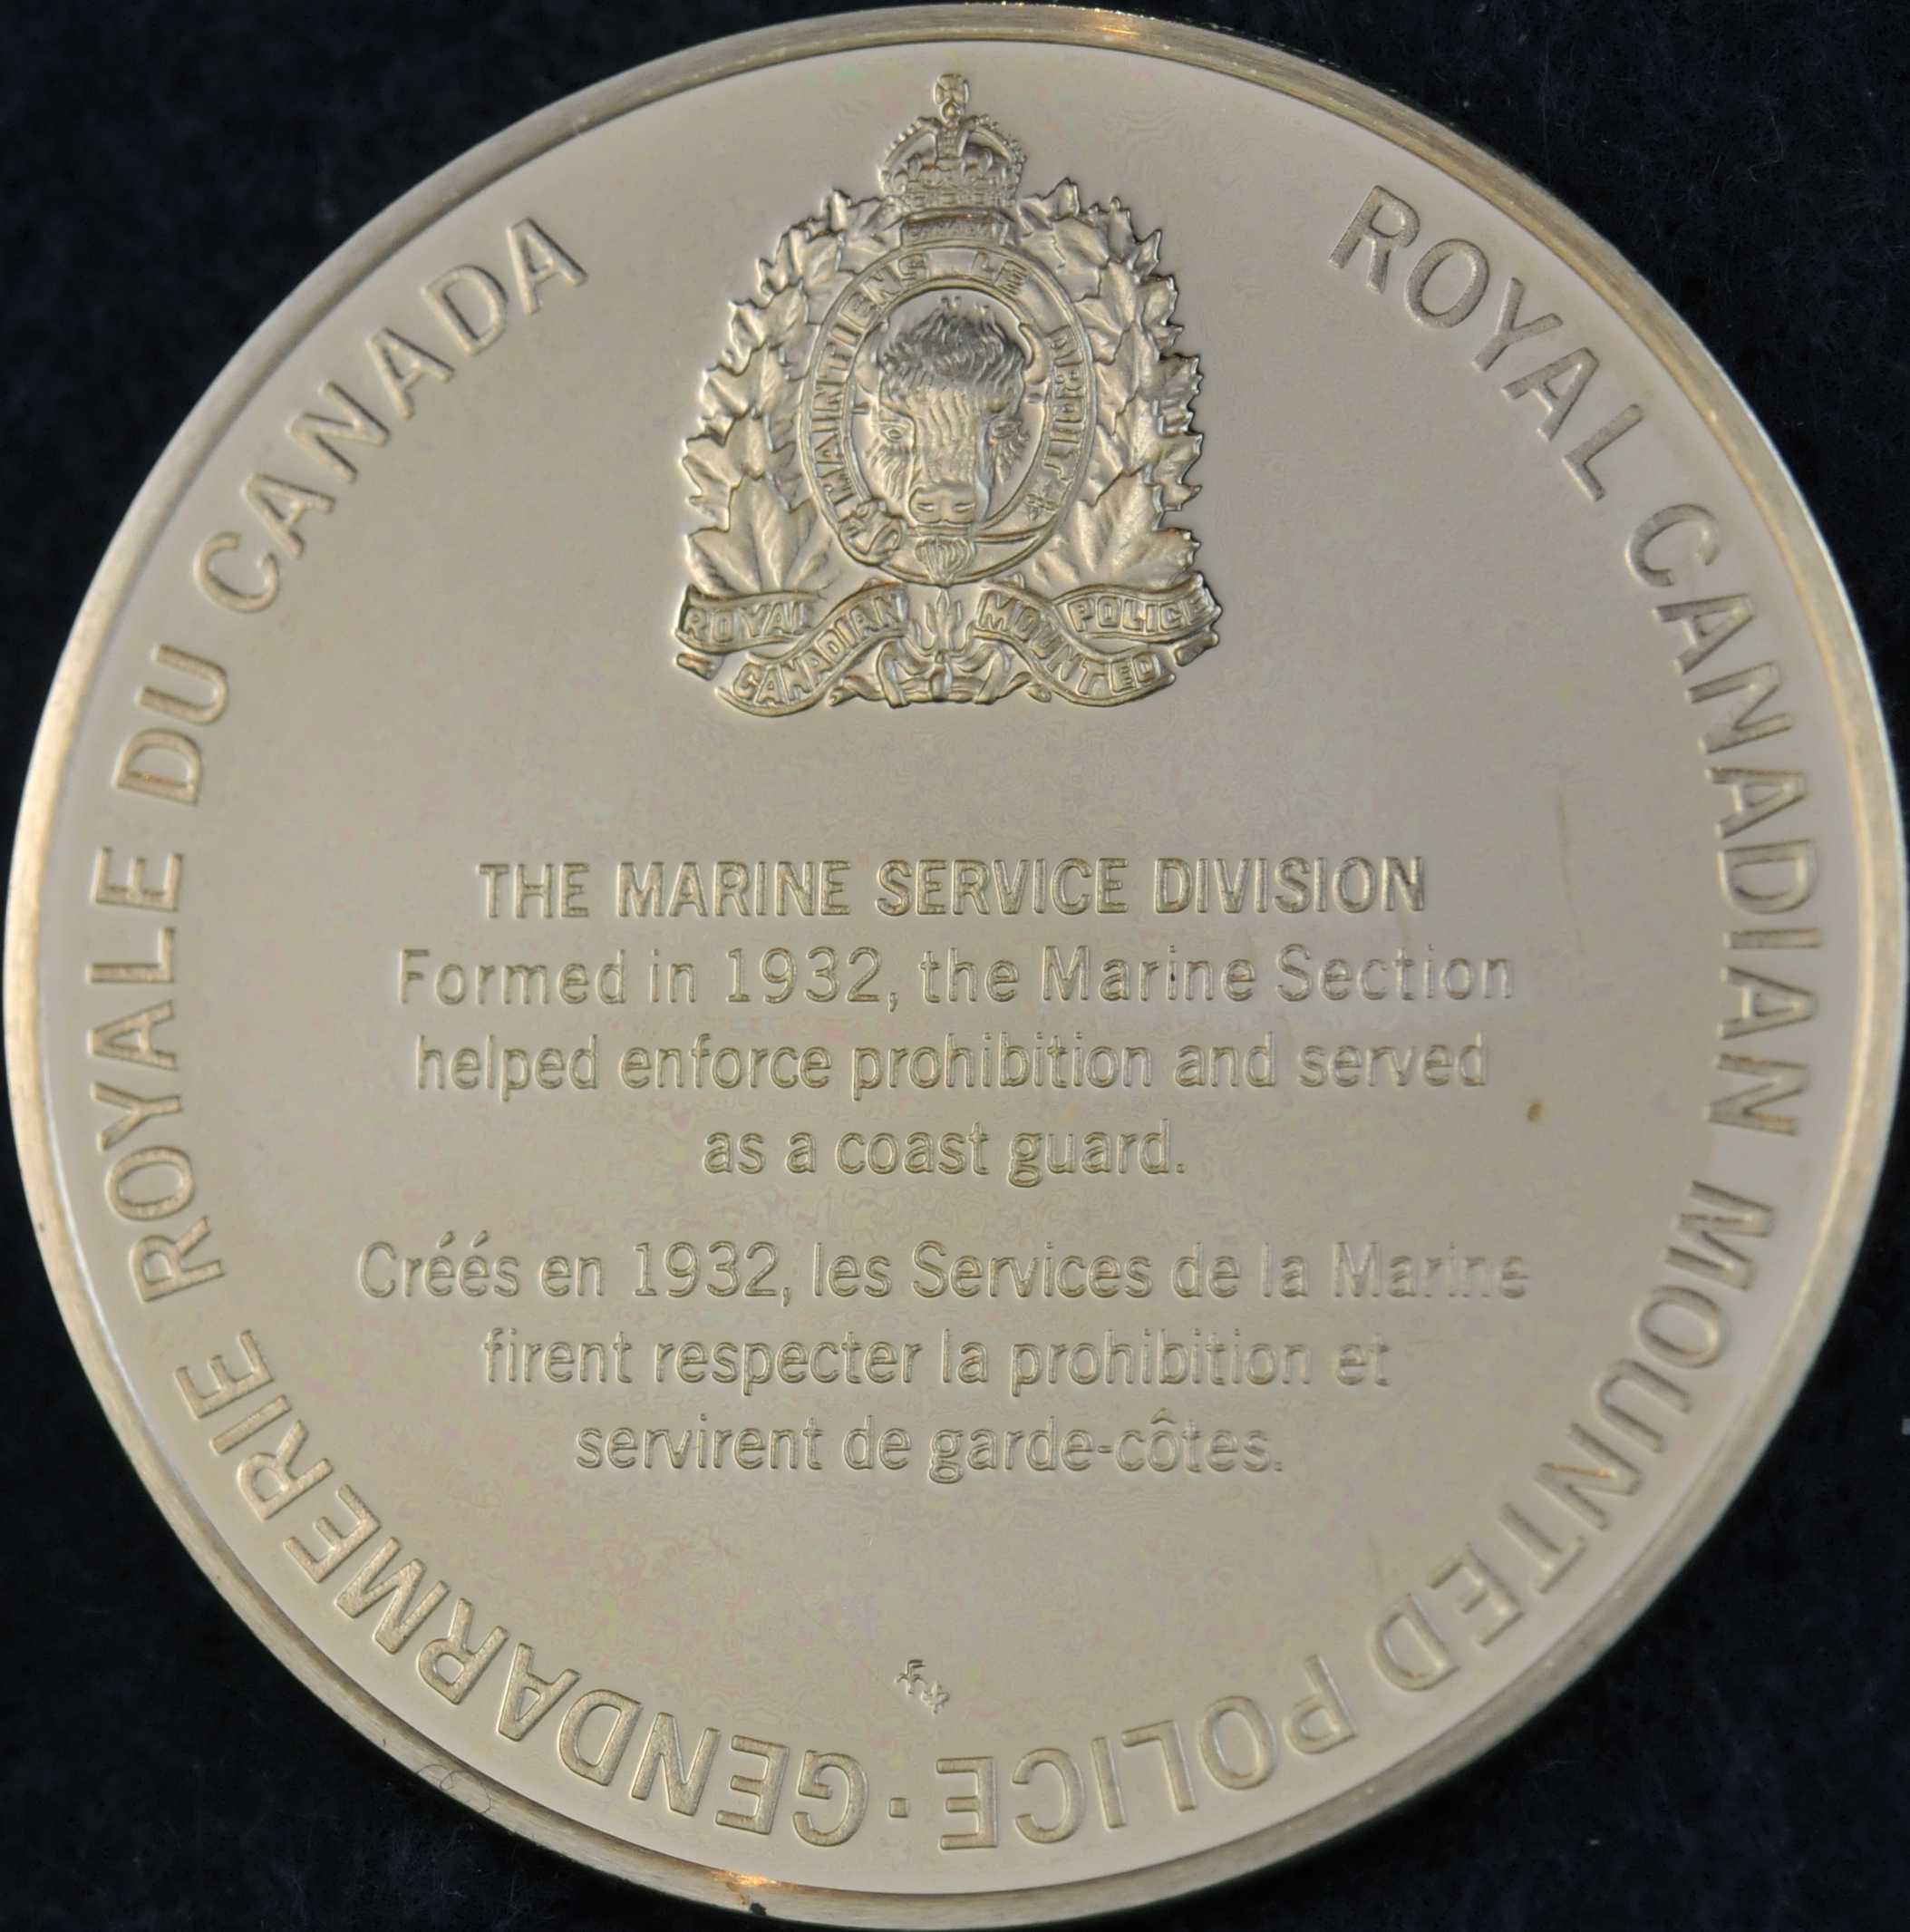 ROYAL CANADIAN MOUNTED POLICE · GENDARMERIE ROYALE DU CANADA
CANADA
MAINTIENS LE DROIT
ROYAL CANADIAN MOUNTED POLICE
THE MARINE SERVICE DIVISION
Formed in 1932, the Marine Section
helped enforce prohibition and served
as a coast guard.
Créés en 1932, les Services de la Marine
firent respecter la prohibition et
servirent de garde-côtes.